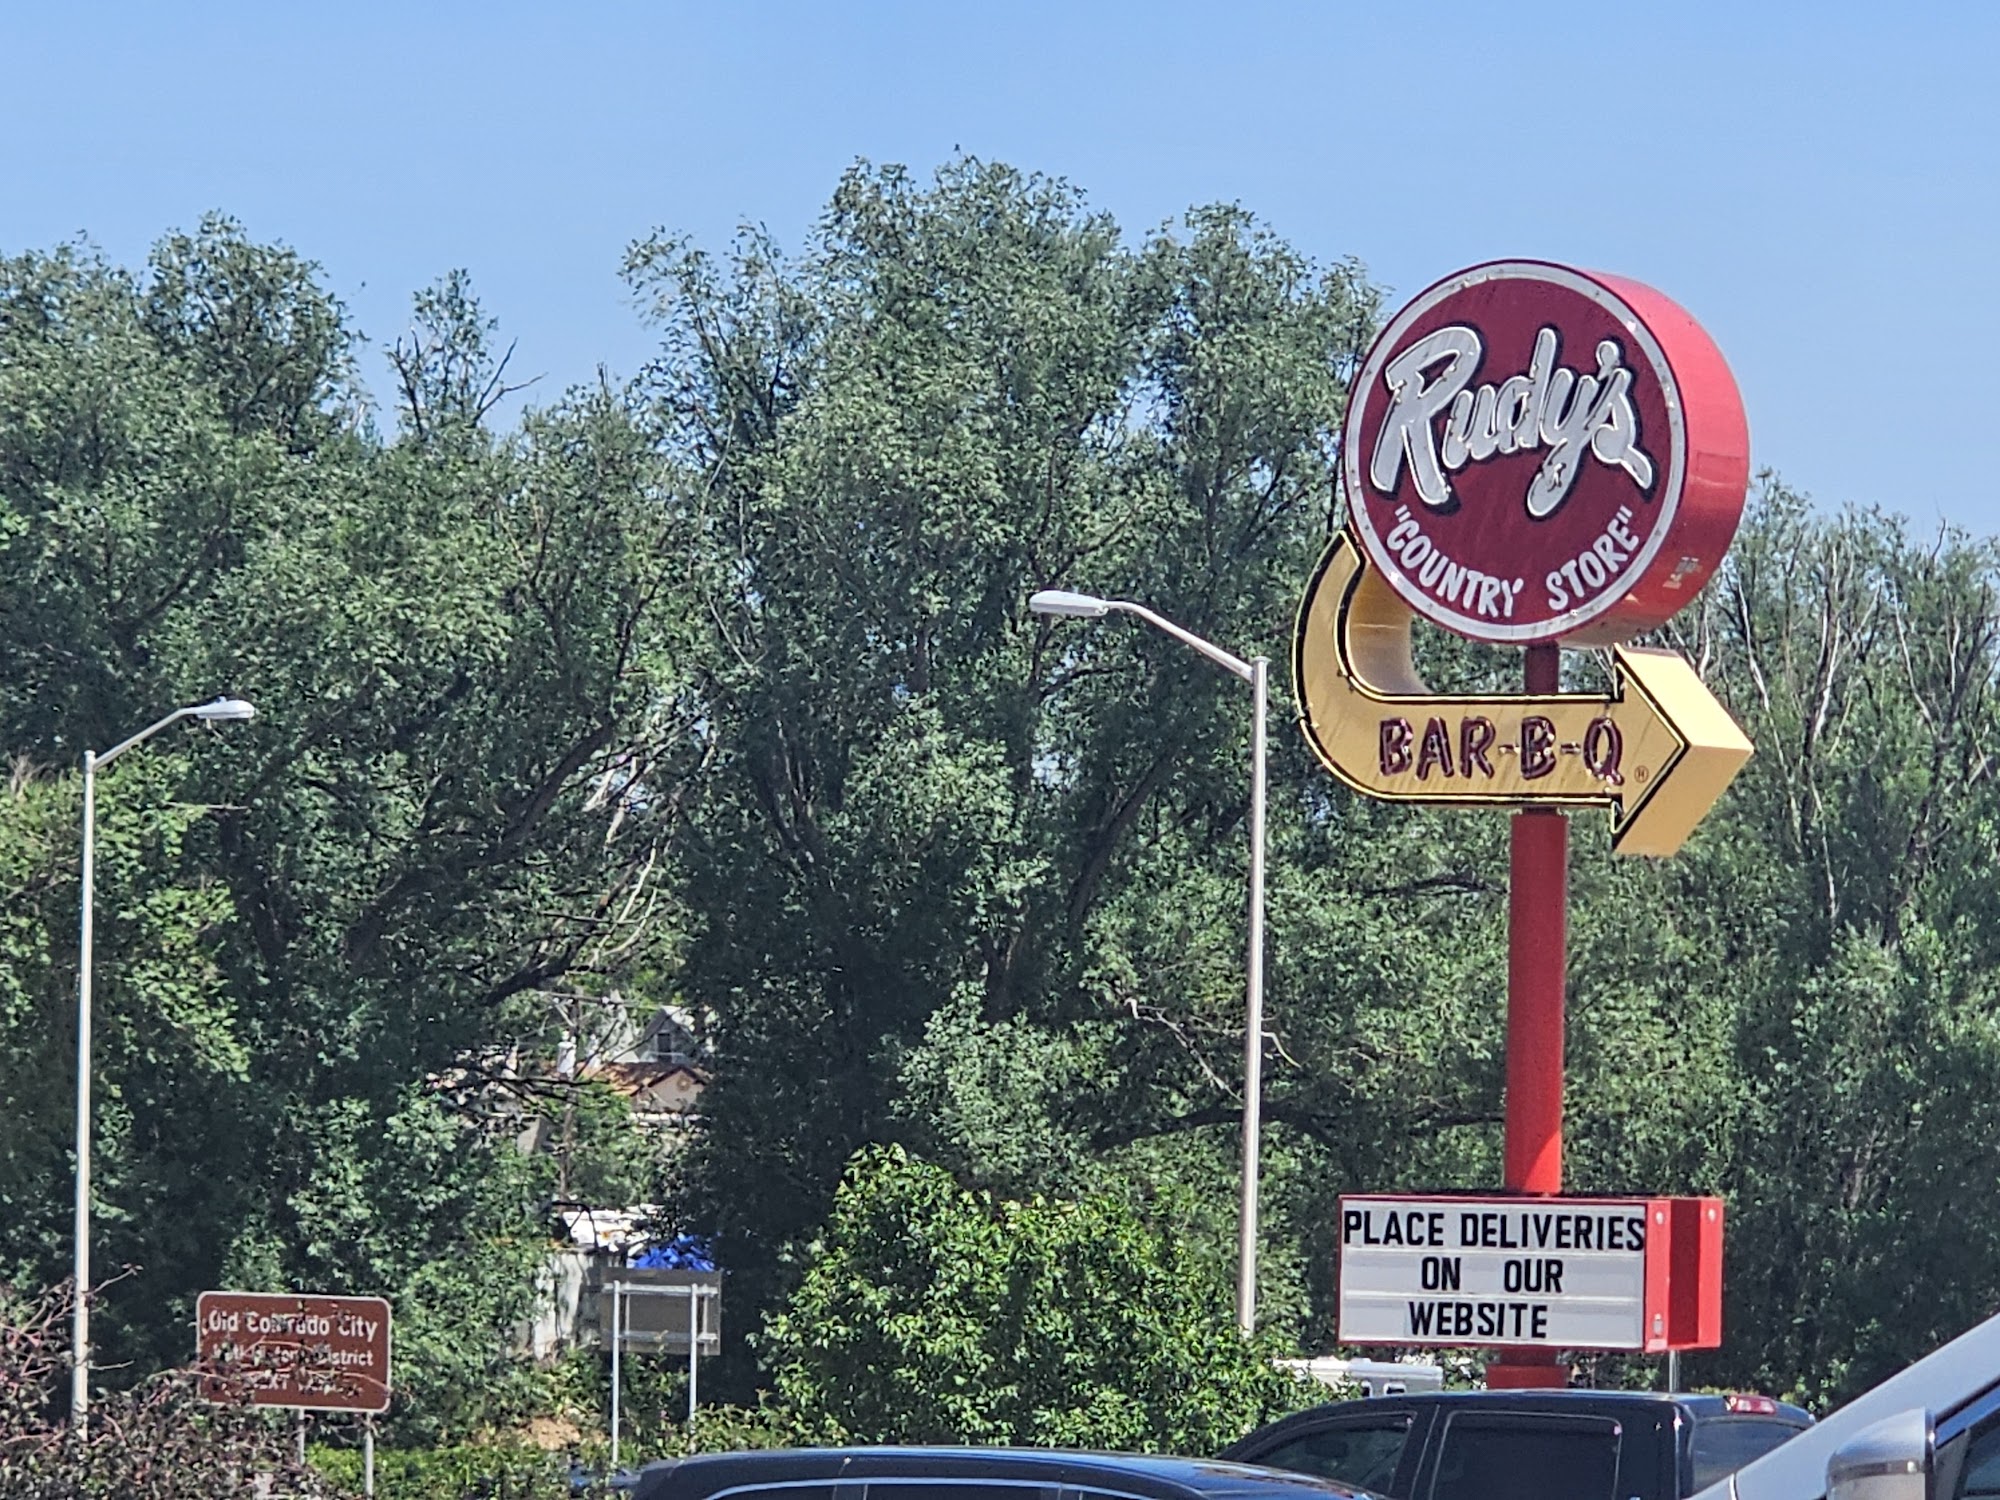 Rudy's
"COUNTRY STORE"
BAR-B-Q
PLACE DELIVERIES
ON OUR
WEBSITE
Old Colorado City